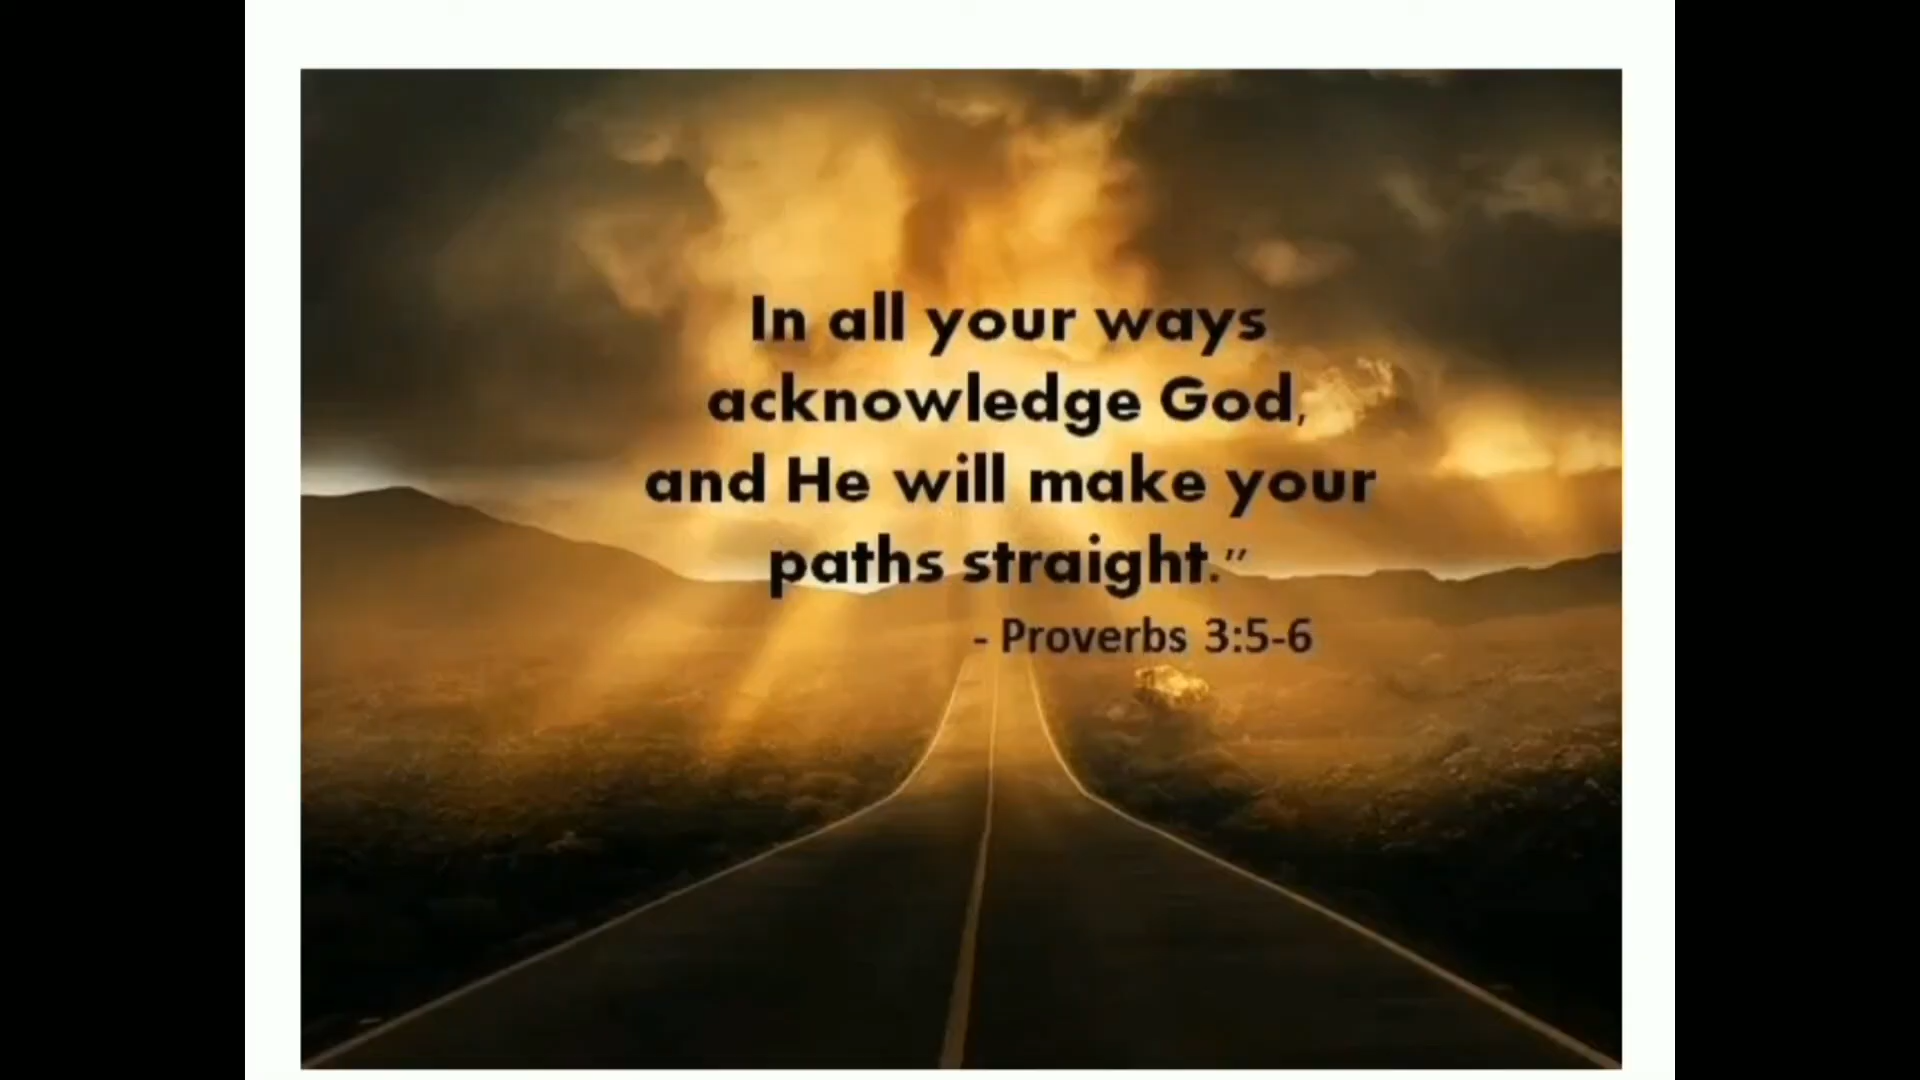 In all your ways
acknowledge God,
and He will make your
paths straight.”
- Proverbs 3:5-6